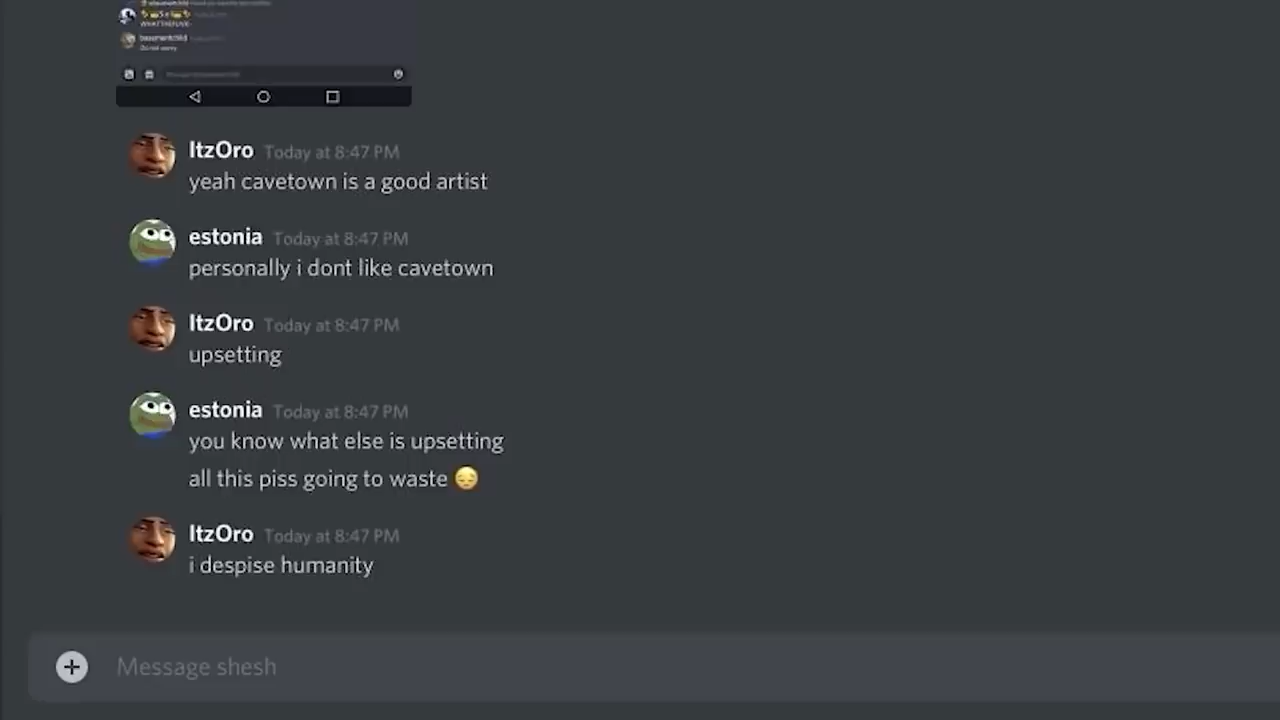 ItzOro Today at 8:47 PM
yeah cavetown is a good artist
estonia Today at 8:47 PM
personally i dont like cavetown
ItzOro Today at 8:47 PM
upsetting
estonia Today at 8:47 PM
you know what else is upsetting
all this piss going to waste 😔
ItzOro Today at 8:47 PM
i despise humanity
Message shesh